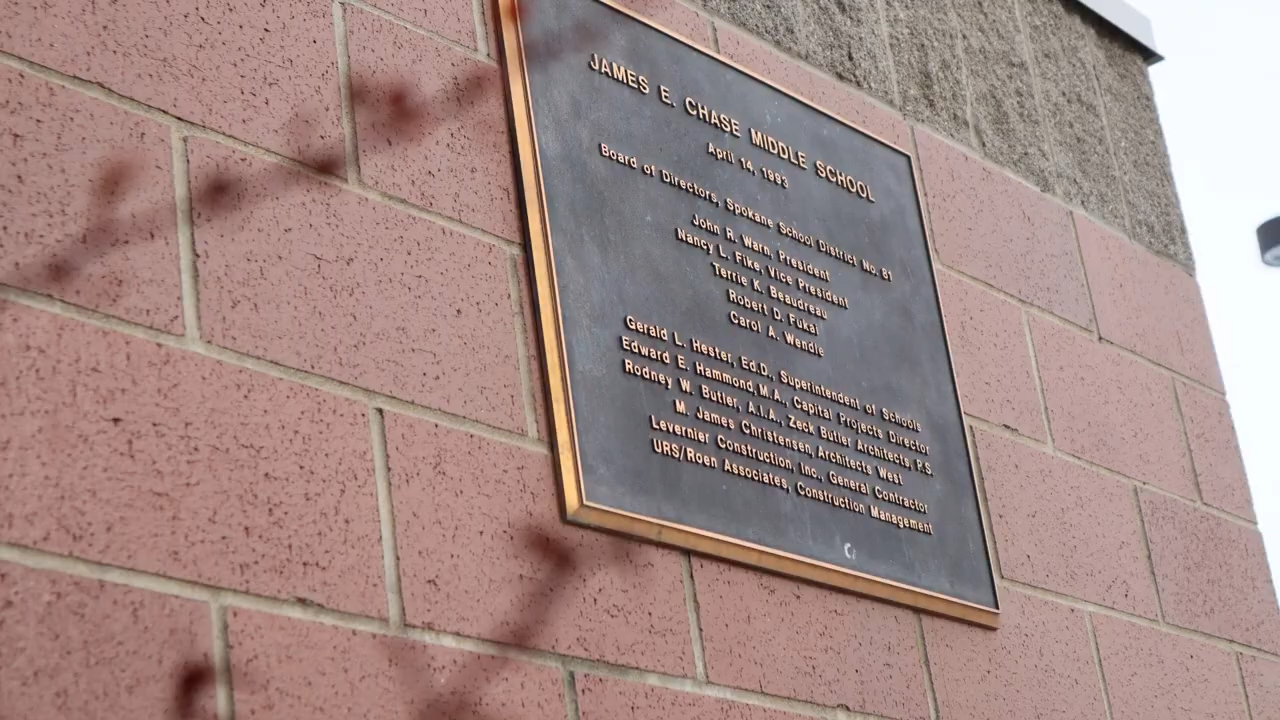 JAMES E. CHASE MIDDLE SCHOOL
April 14, 1993
Board of Directors, Spokane School District No. 81
John R. Warn, President
Nancy L. Fike, Vice President
Terrie K. Beaudreau
Robert D. Fukai
Carol A. Wendle
Gerald L. Hester, Ed.D., Superintendent of Schools
Edward E. Hammond, M.A., Capital Projects Director
Rodney W. Butler, A.I.A., Zeck Butler Architects, P.S.
M. James Christensen, Architects West
Levernier Construction, Inc., General Contractor
URS/Roen Associates, Construction Management